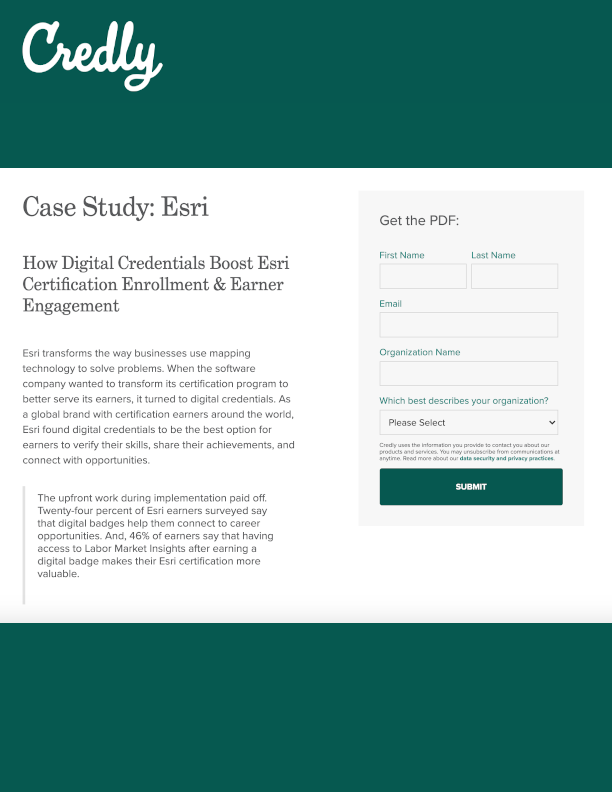 Credly
Case Study: Esri
How Digital Credentials Boost Esri
Certification Enrollment & Earner
Engagement
Esri transforms the way businesses use mapping
technology to solve problems. When the software
company wanted to transform its certification program to
better serve its earners, it turned to digital credentials. As
a global brand with certification earners around the world,
Esri found digital credentials to be the best option for
earners to verify their skills, share their achievements, and
connect with opportunities.
The upfront work during implementation paid off.
Twenty-four percent of Esri earners surveyed say
that digital badges help them connect to career
opportunities. And, 46% of earners say that having
access to Labor Market Insights after earning a
digital badge makes their Esri certification more
valuable.
Get the PDF:
First Name Last Name
Email
Organization Name
Which best describes your organization?
Please Select
Credly uses the information you provide to contact you about our
products and services. You may unsubscribe from communications at
anytime. Read more about our data security and privacy practices.
SUBMIT